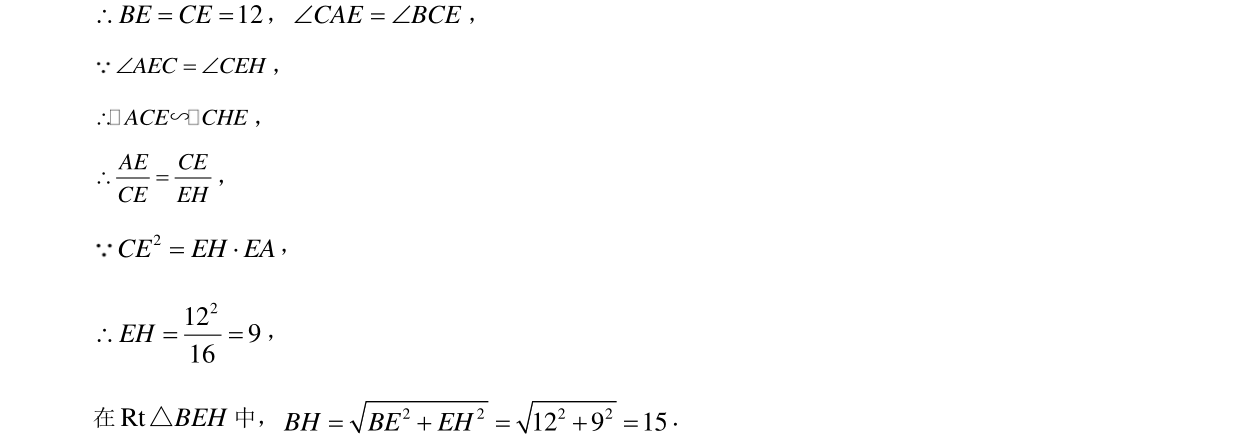 ∴BE = CE = 12，∠CAE = ∠BCE，
∵∠AEC = ∠CEH，
∴□ACE∽□CHE，
∴AE/CE = CE/EH，
∵CE² = EH · EA，
∴EH = 12²/16 = 9，
在 Rt△BEH 中，BH = √(BE² + EH²) = √(12² + 9²) = 15．